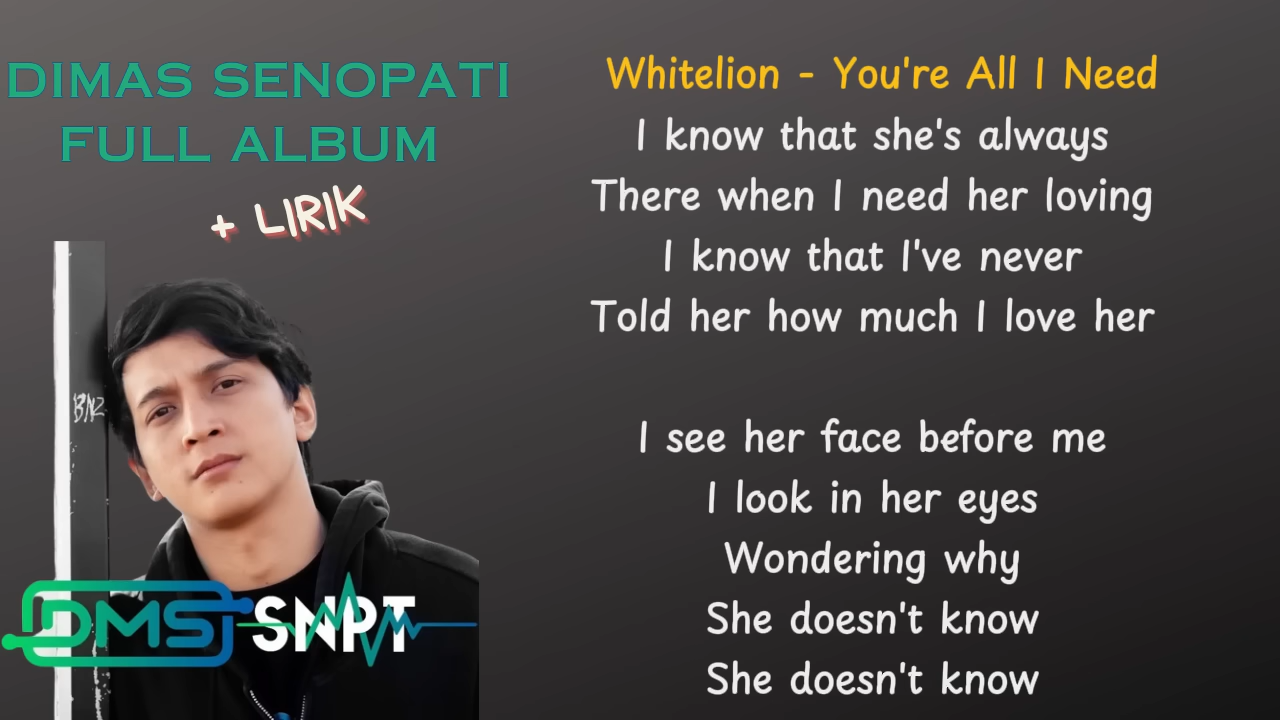 DIMAS SENOPATI
FULL ALBUM
+ LIRIK
BNZ
DMS SNPT
Whitelion - You're All I Need
I know that she's always
There when I need her loving
I know that I've never
Told her how much I love her
I see her face before me
I look in her eyes
Wondering why
She doesn't know
She doesn't know